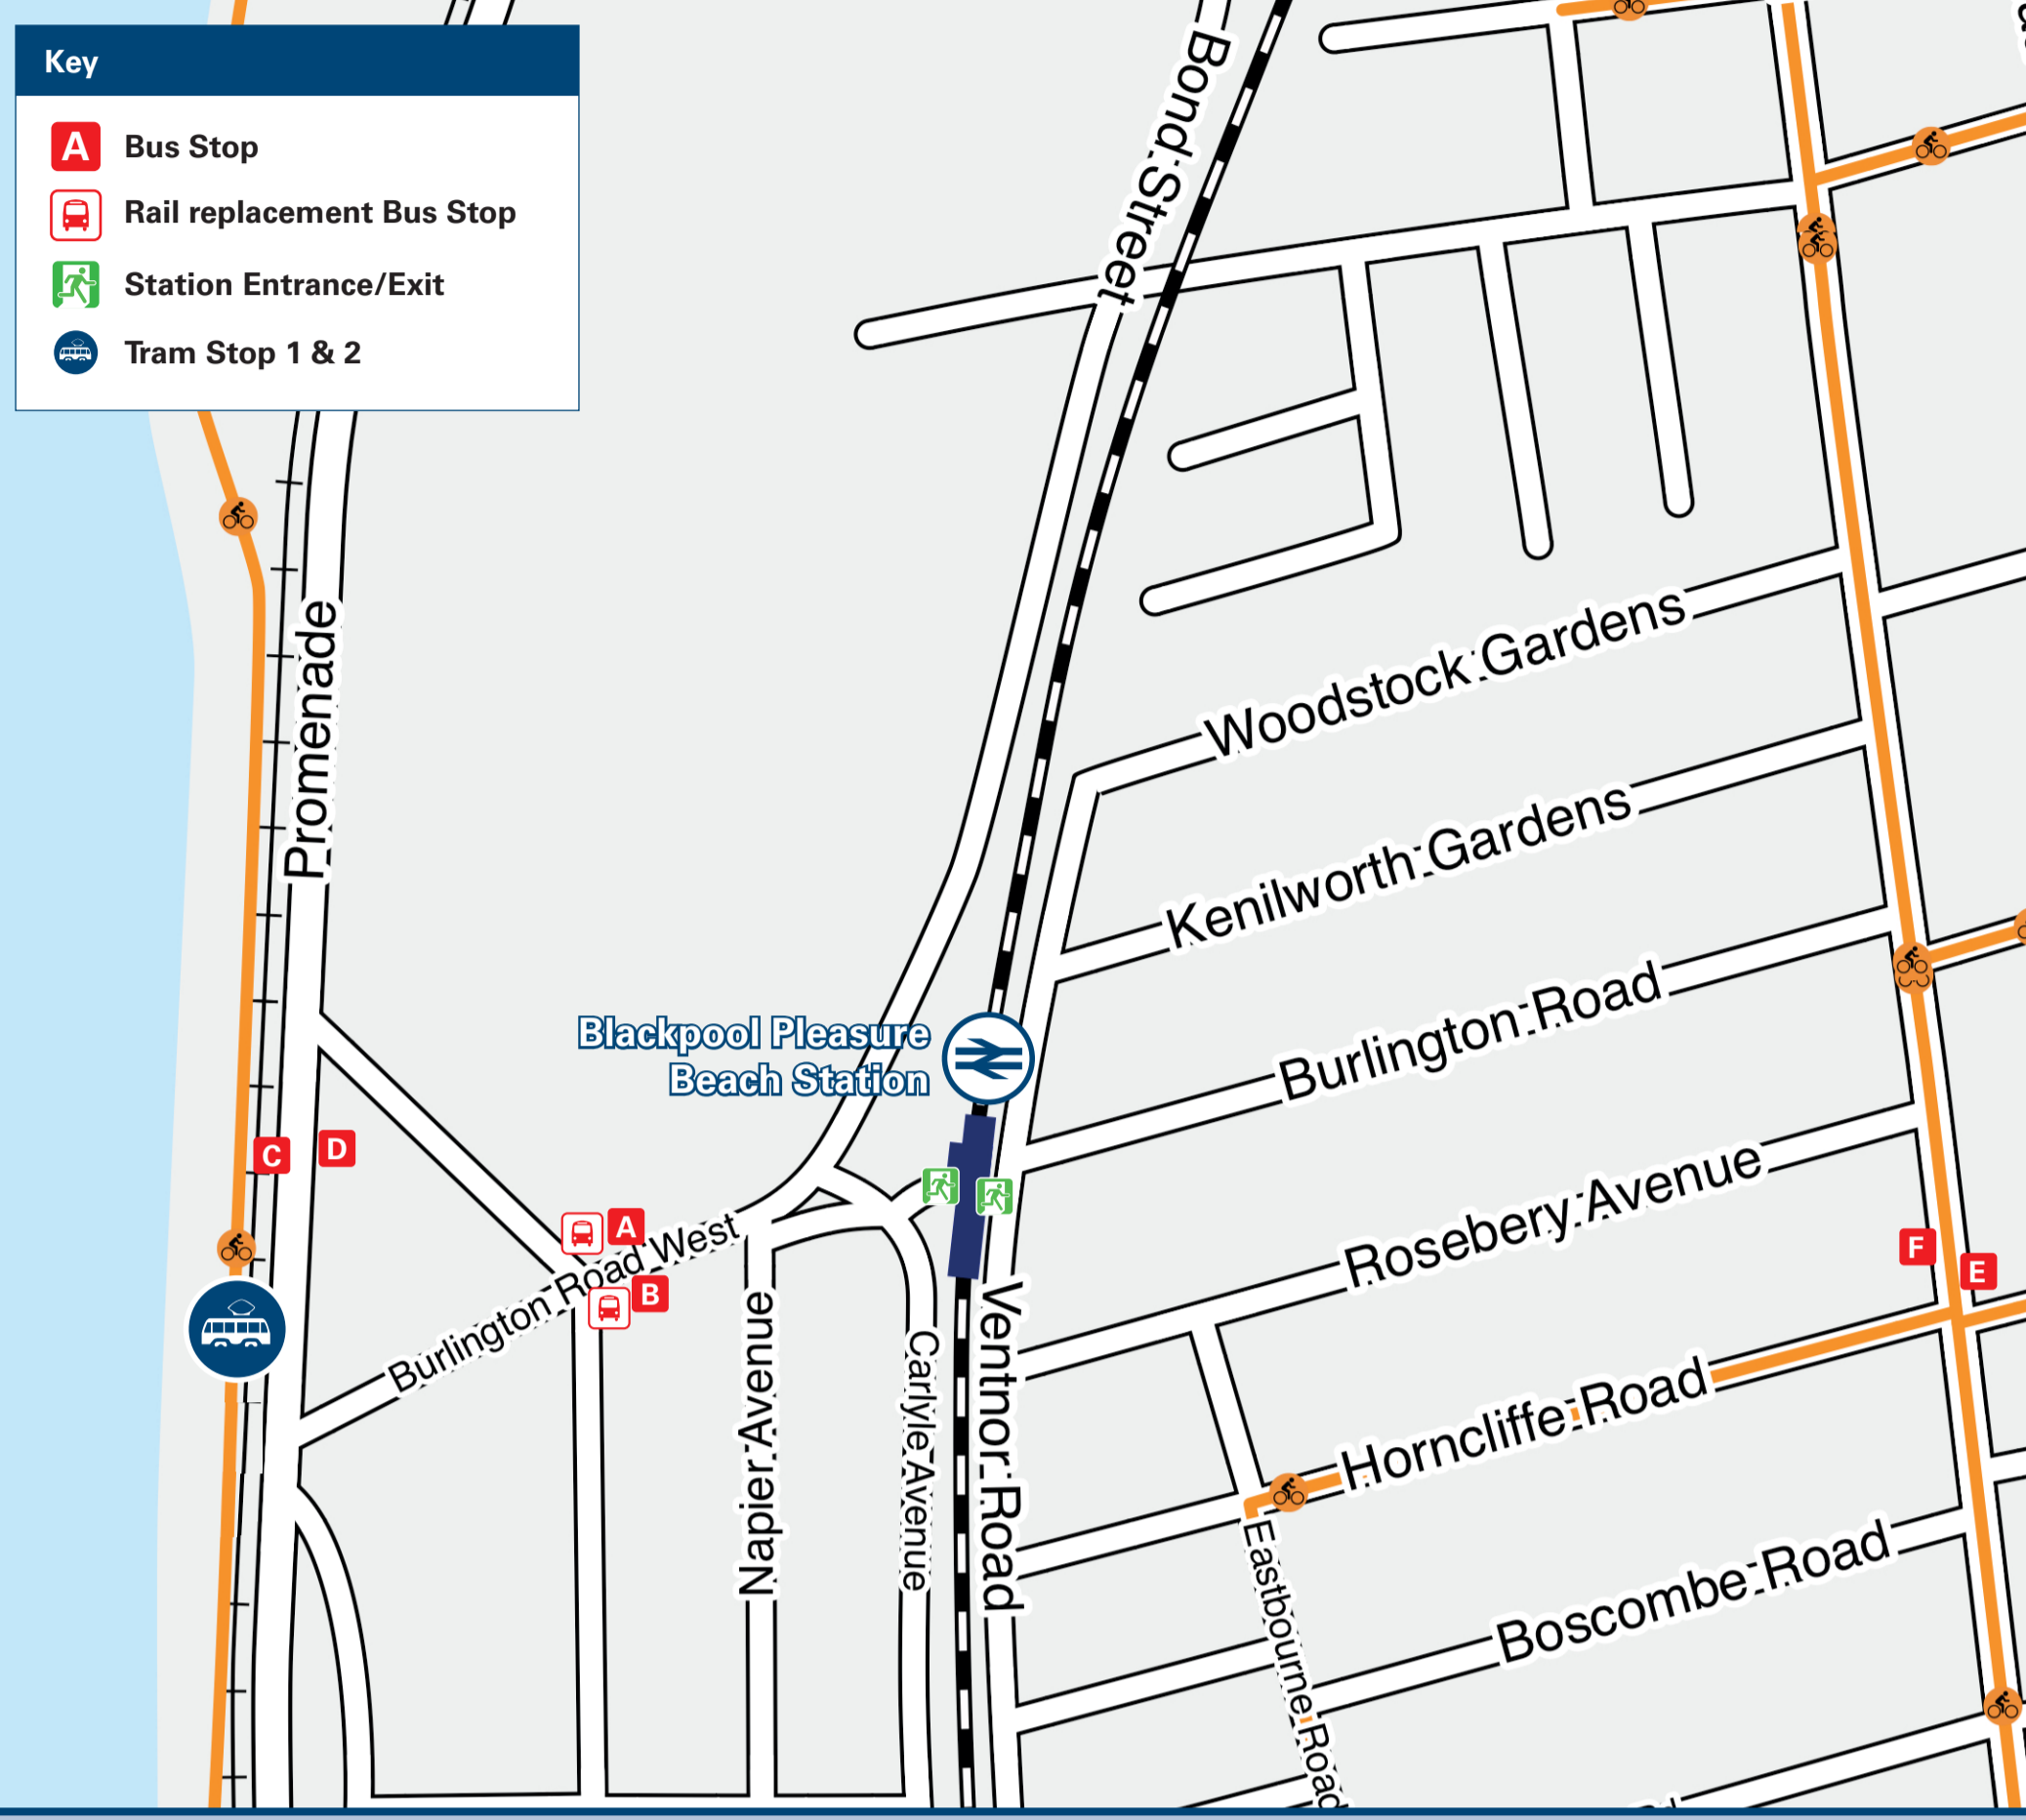 Key
A
Bus Stop
Rail replacement Bus Stop
Station Entrance/Exit
Tram Stop 1 & 2
Bond Street
Promenade
Woodstock Gardens
Kenilworth Gardens
Burlington Road
Blackpool Pleasure
Beach Station
C
D
A
B
Burlington Road West
Rosebery Avenue
F
E
Napier Avenue
Carlyle Avenue
Ventnor Road
Horncliffe Road
Eastbourne Road
Boscombe Road